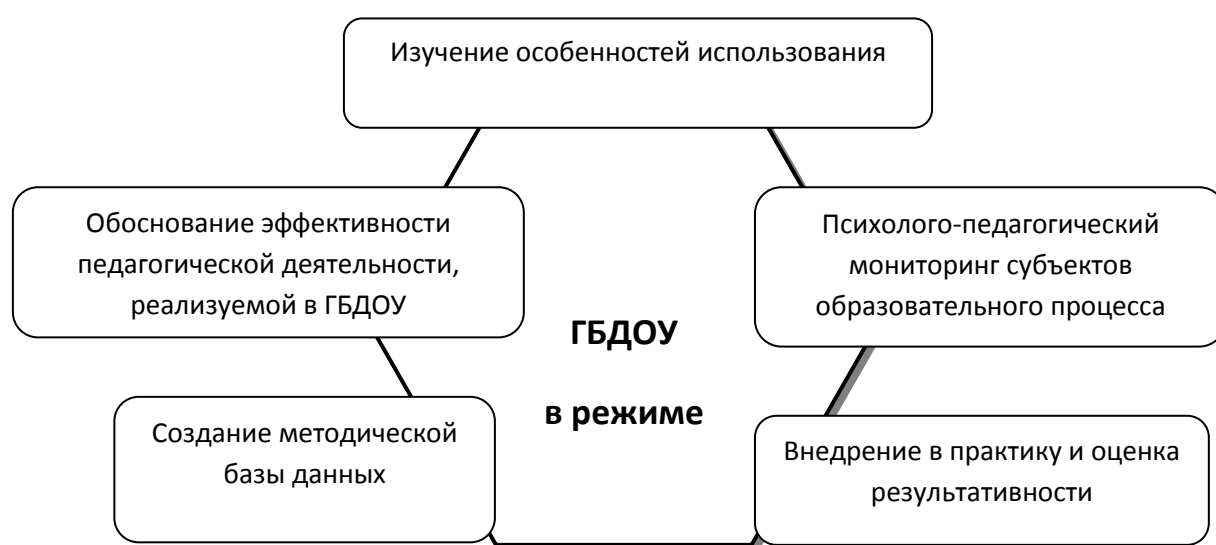 Изучение особенностей использования
Обоснование эффективности
педагогической деятельности,
реализуемой в ГБДОУ
Психолого-педагогический
мониторинг субъектов
образовательного процесса
ГБДОУ
в режиме
Создание методической
базы данных
Внедрение в практику и оценка
результативности